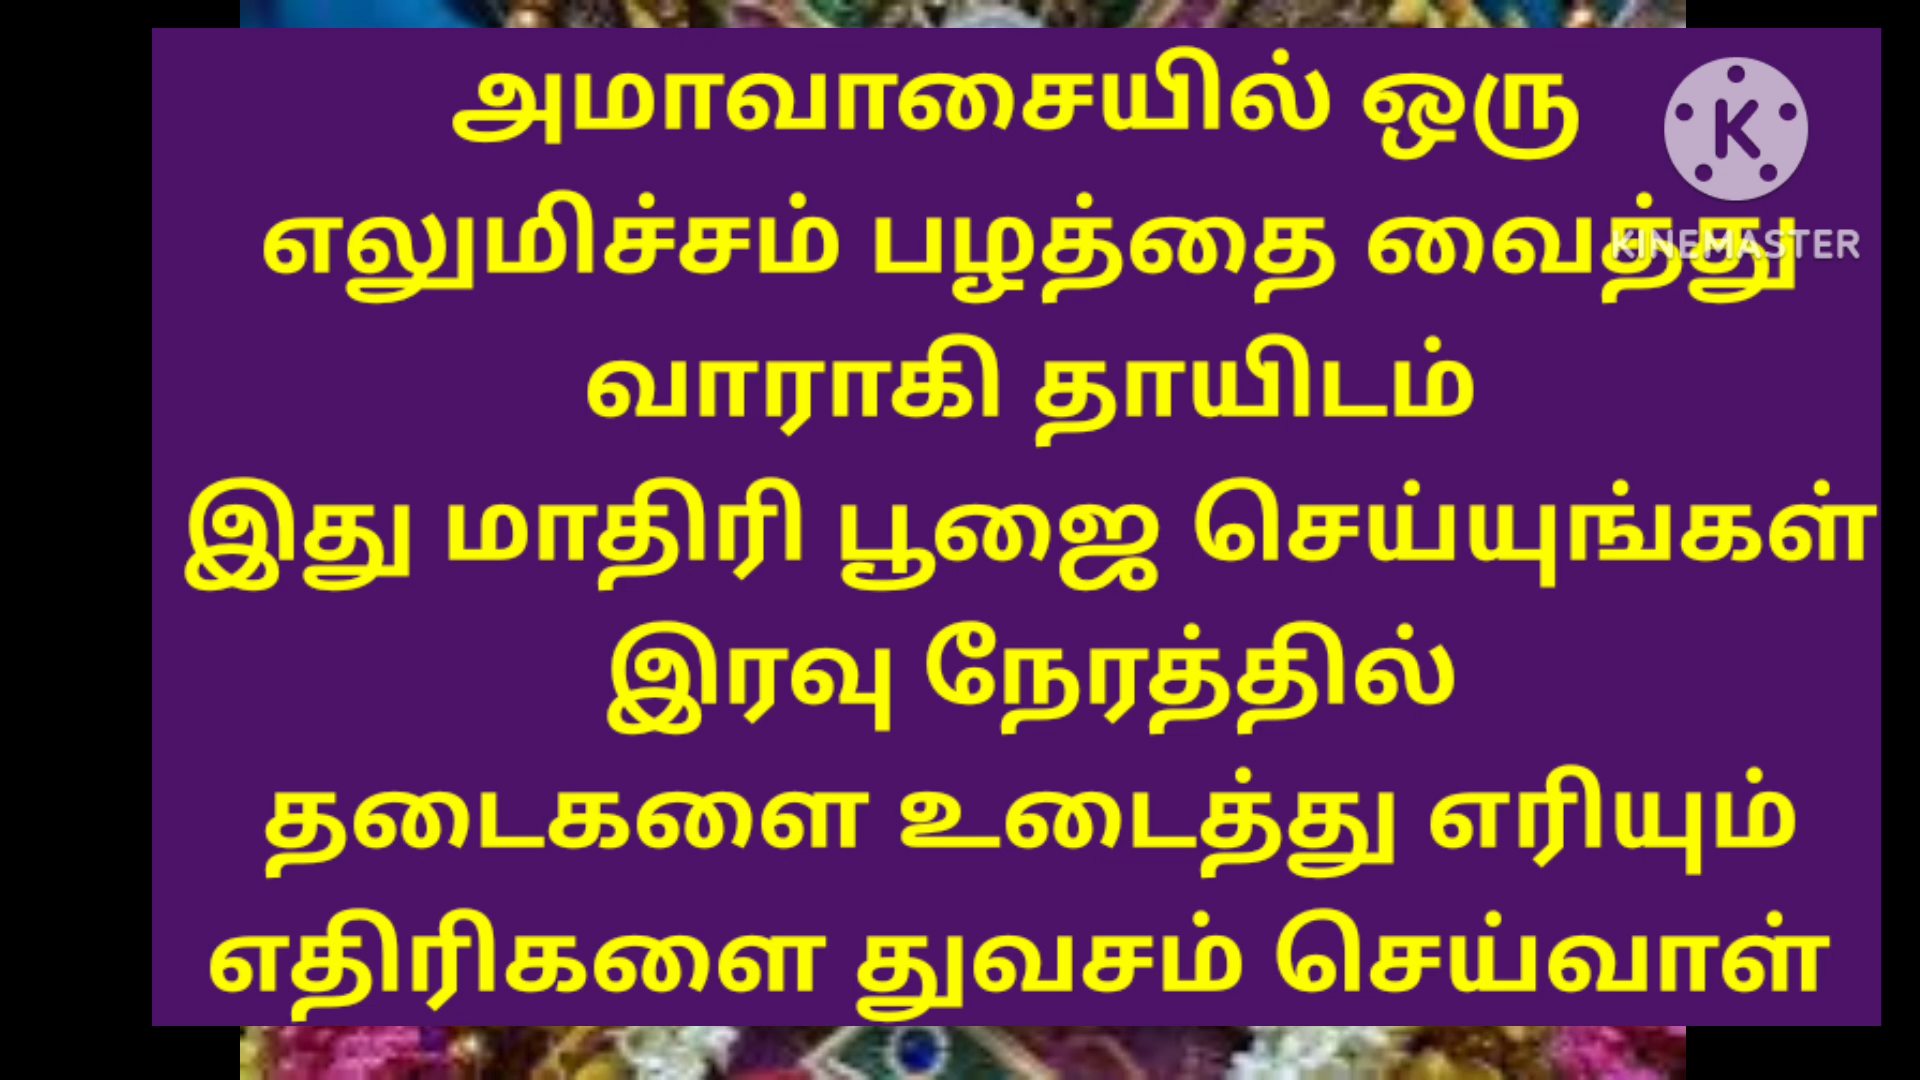 அமாவாசையில் ஒரு
எலுமிச்சம் பழத்தை வைத்து
வாராகி தாயிடம்
இது மாதிரி பூஜை செய்யுங்கள்
இரவு நேரத்தில்
தடைகளை உடைத்து எரியும்
எதிரிகளை துவசம் செய்வாள்
K
KINEMASTER